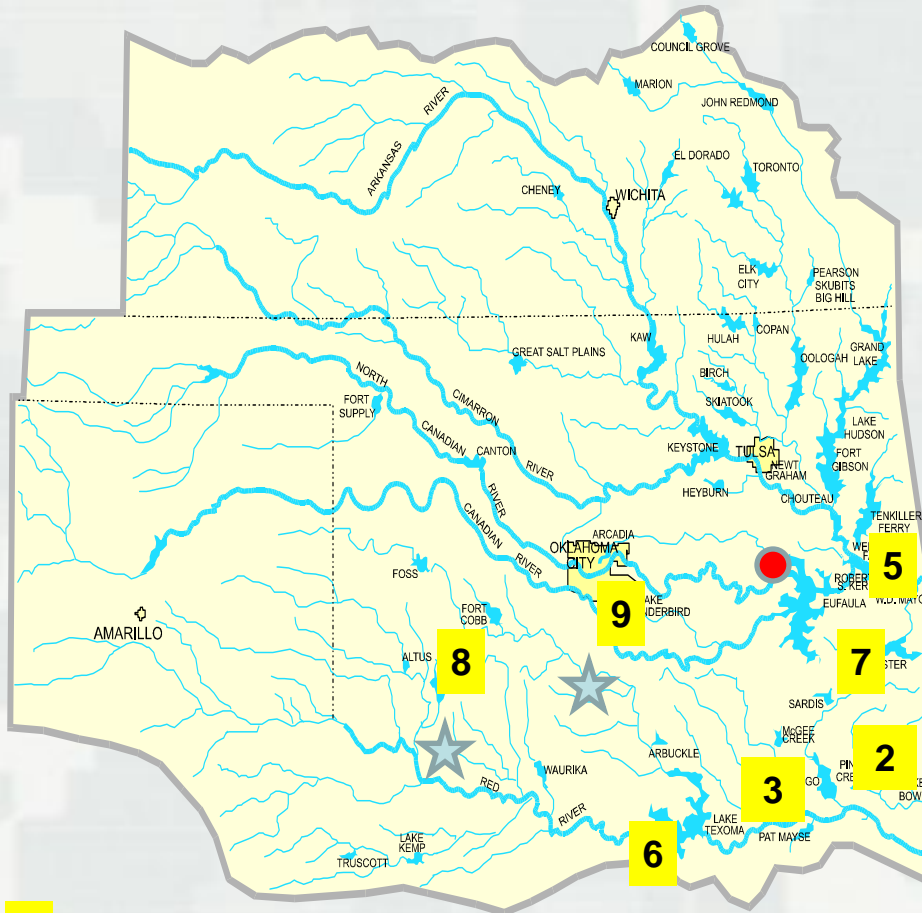 COUNCIL GROVE
MARION
JOHN REDMOND
ARKANSAS
RIVER
EL DORADO
TORONTO
CHENEY
WICHITA
ELK
CITY
PEARSON
SKUBITS
BIG HILL
KAW
HULAH
COPAN
OOLOGAH
GRAND
LAKE
GREAT SALT PLAINS
BIRCH
SKIATOOK
NORTH
CANADIAN
RIVER
FORT
SUPPLY
CIMARRON
RIVER
CANTON
LAKE
HUDSON
KEYSTONE
TULSA
FORT
GIBSON
NEWT
GRAHAM
HEYBURN
CHOUTEAU
CANADIAN
RIVER
TENKILLER
FERRY
ARCADIA
OKLAHOMA
CITY
5
FOSS
S. KER
EUFAULA
W.D. MAYO
FORT
COBB
9
AMARILLO
ALTUS
8
7
SARDIS
McGEE
CREEK
ARBUCKLE
2
WAURIKA
3
BOW
RED
RIVER
LAKE
TEXOMA
PAT MAYSE
6
LAKE
KEMP
TRUSCOTT